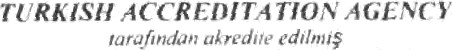 TURKISH ACCREDITATION AGENCY
tarafından akredite edilmiş